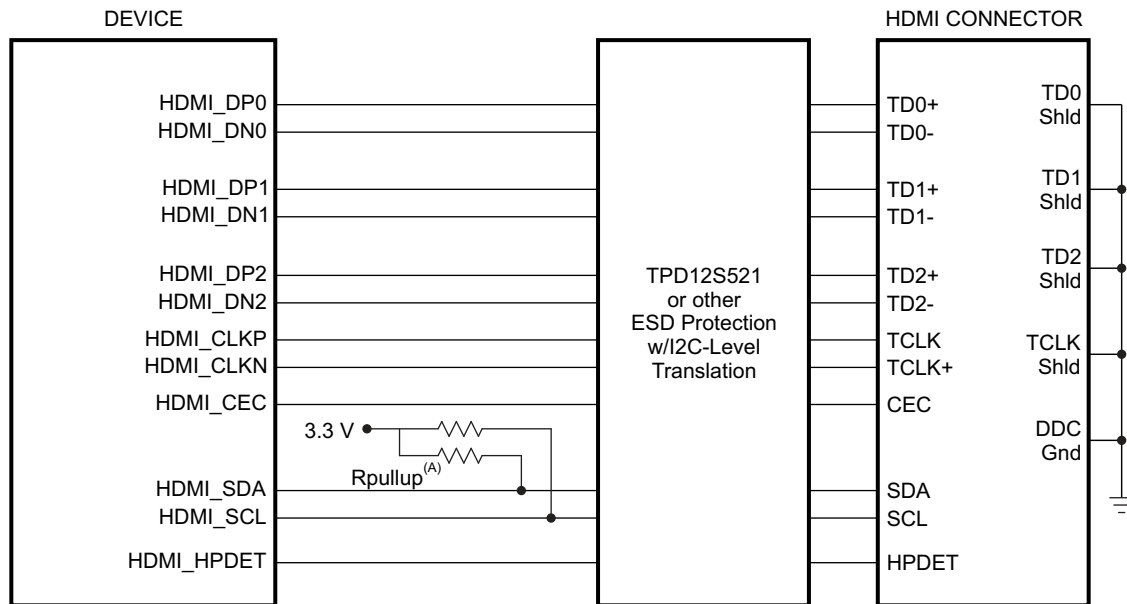 DEVICE
HDMI CONNECTOR
HDMI_DP0
HDMI_DN0
HDMI_DP1
HDMI_DN1
HDMI_DP2
HDMI_DN2
HDMI_CLKP
HDMI_CLKN
HDMI_CEC
3.3 V
Rpullup(A)
HDMI_SDA
HDMI_SCL
HDMI_HPDET
TPD12S521
or other
ESD Protection
w/I2C-Level
Translation
TD0+
TD0-
TD1+
TD1-
TD2+
TD2-
TCLK
TCLK+
CEC
SDA
SCL
HPDET
TD0
Shld
TD1
Shld
TD2
Shld
TCLK
Shld
DDC
Gnd